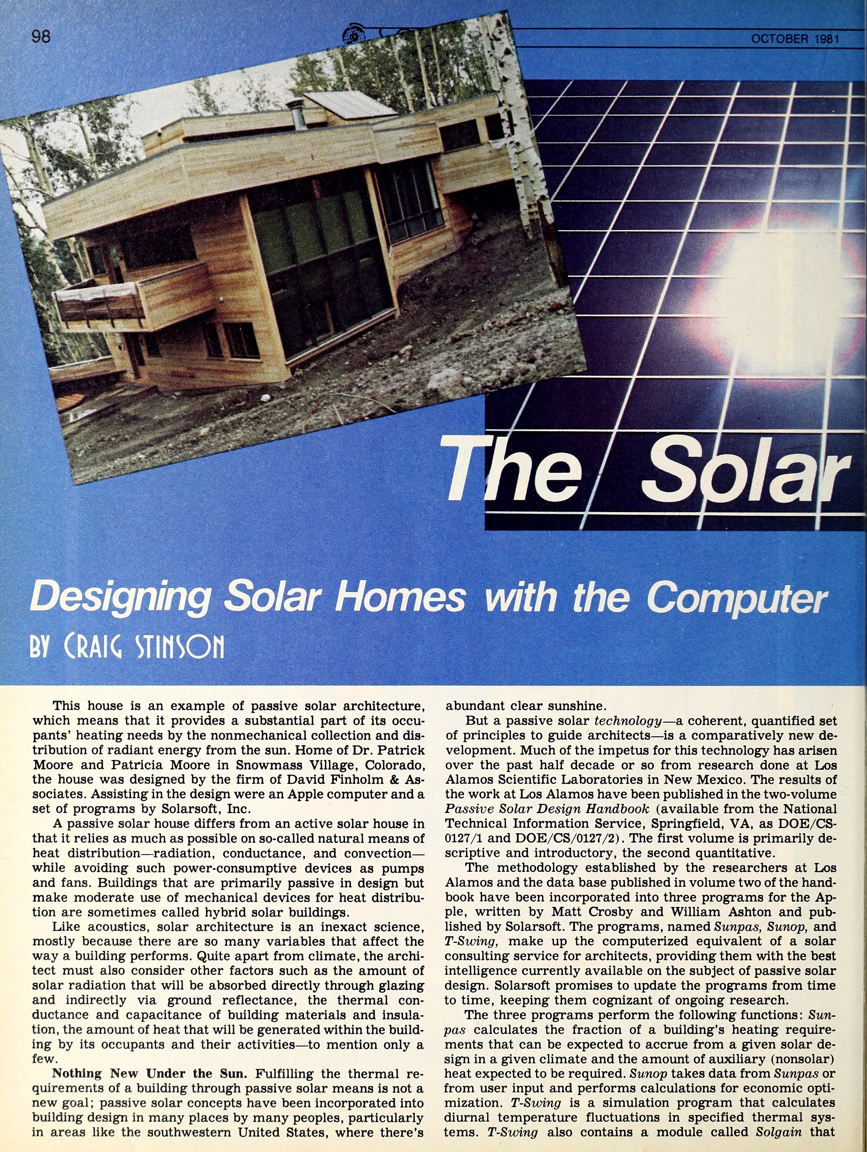 98
OCTOBER 1981
The Solar
Designing Solar Homes with the Computer
BY CRAIG STINSON
This house is an example of passive solar architecture,
which means that it provides a substantial part of its occu-
pants' heating needs by the nonmechanical collection and dis-
tribution of radiant energy from the sun. Home of Dr. Patrick
Moore and Patricia Moore in Snowmass Village, Colorado,
the house was designed by the firm of David Finholm & As-
sociates. Assisting in the design were an Apple computer and a
set of programs by Solarsoft, Inc.
A passive solar house differs from an active solar house in
that it relies as much as possible on so-called natural means of
heat distribution—radiation, conductance, and convection—
while avoiding such power-consumptive devices as pumps
and fans. Buildings that are primarily passive in design but
make moderate use of mechanical devices for heat distribu-
tion are sometimes called hybrid solar buildings.
Like acoustics, solar architecture is an inexact science,
mostly because there are so many variables that affect the
way a building performs. Quite apart from climate, the archi-
tect must also consider other factors such as the amount of
solar radiation that will be absorbed directly through glazing
and indirectly via ground reflectance, the thermal con-
ductance and capacitance of building materials and insula-
tion, the amount of heat that will be generated within the build-
ing by its occupants and their activities—to mention only a
few.
Nothing New Under the Sun. Fulfilling the thermal re-
quirements of a building through passive solar means is not a
new goal; passive solar concepts have been incorporated into
building design in many places by many peoples, particularly
in areas like the southwestern United States, where there's
abundant clear sunshine.
But a passive solar technology—a coherent, quantified set
of principles to guide architects—is a comparatively new de-
velopment. Much of the impetus for this technology has arisen
over the past half decade or so from research done at Los
Alamos Scientific Laboratories in New Mexico. The results of
the work at Los Alamos have been published in the two-volume
Passive Solar Design Handbook (available from the National
Technical Information Service, Springfield, VA, as DOE/CS-
0127/1 and DOE/CS/0127/2). The first volume is primarily de-
scriptive and introductory, the second quantitative.
The methodology established by the researchers at Los
Alamos and the data base published in volume two of the hand-
book have been incorporated into three programs for the Ap-
ple, written by Matt Crosby and William Ashton and pub-
lished by Solarsoft. The programs, named Sunpas, Sunop, and
T-Swing, make up the computerized equivalent of a solar
consulting service for architects, providing them with the best
intelligence currently available on the subject of passive solar
design. Solarsoft promises to update the programs from time
to time, keeping them cognizant of ongoing research.
The three programs perform the following functions: Sun-
pas calculates the fraction of a building's heating require-
ments that can be expected to accrue from a given solar de-
sign in a given climate and the amount of auxiliary (nonsolar)
heat expected to be required. Sunop takes data from Sunpas or
from user input and performs calculations for economic opti-
mization. T-Swing is a simulation program that calculates
diurnal temperature fluctuations in specified thermal sys-
tems. T-Swing also contains a module called Solgain that